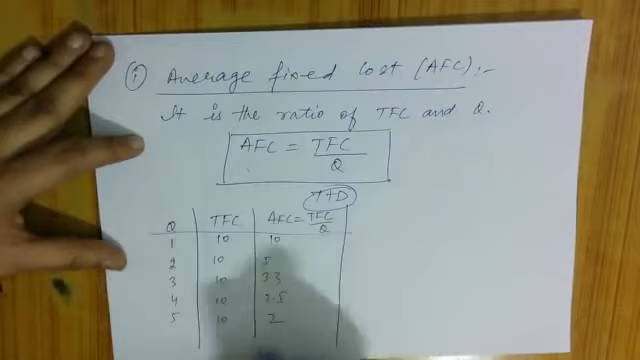 ① Average fixed cost (AFC):-
It is the ratio of TFC and Q.
AFC = TFC/Q
T+D
Q TFC AFC = TFC/Q
1 10 10
2 10 5
3 10 3.3
4 10 2.5
5 10 2